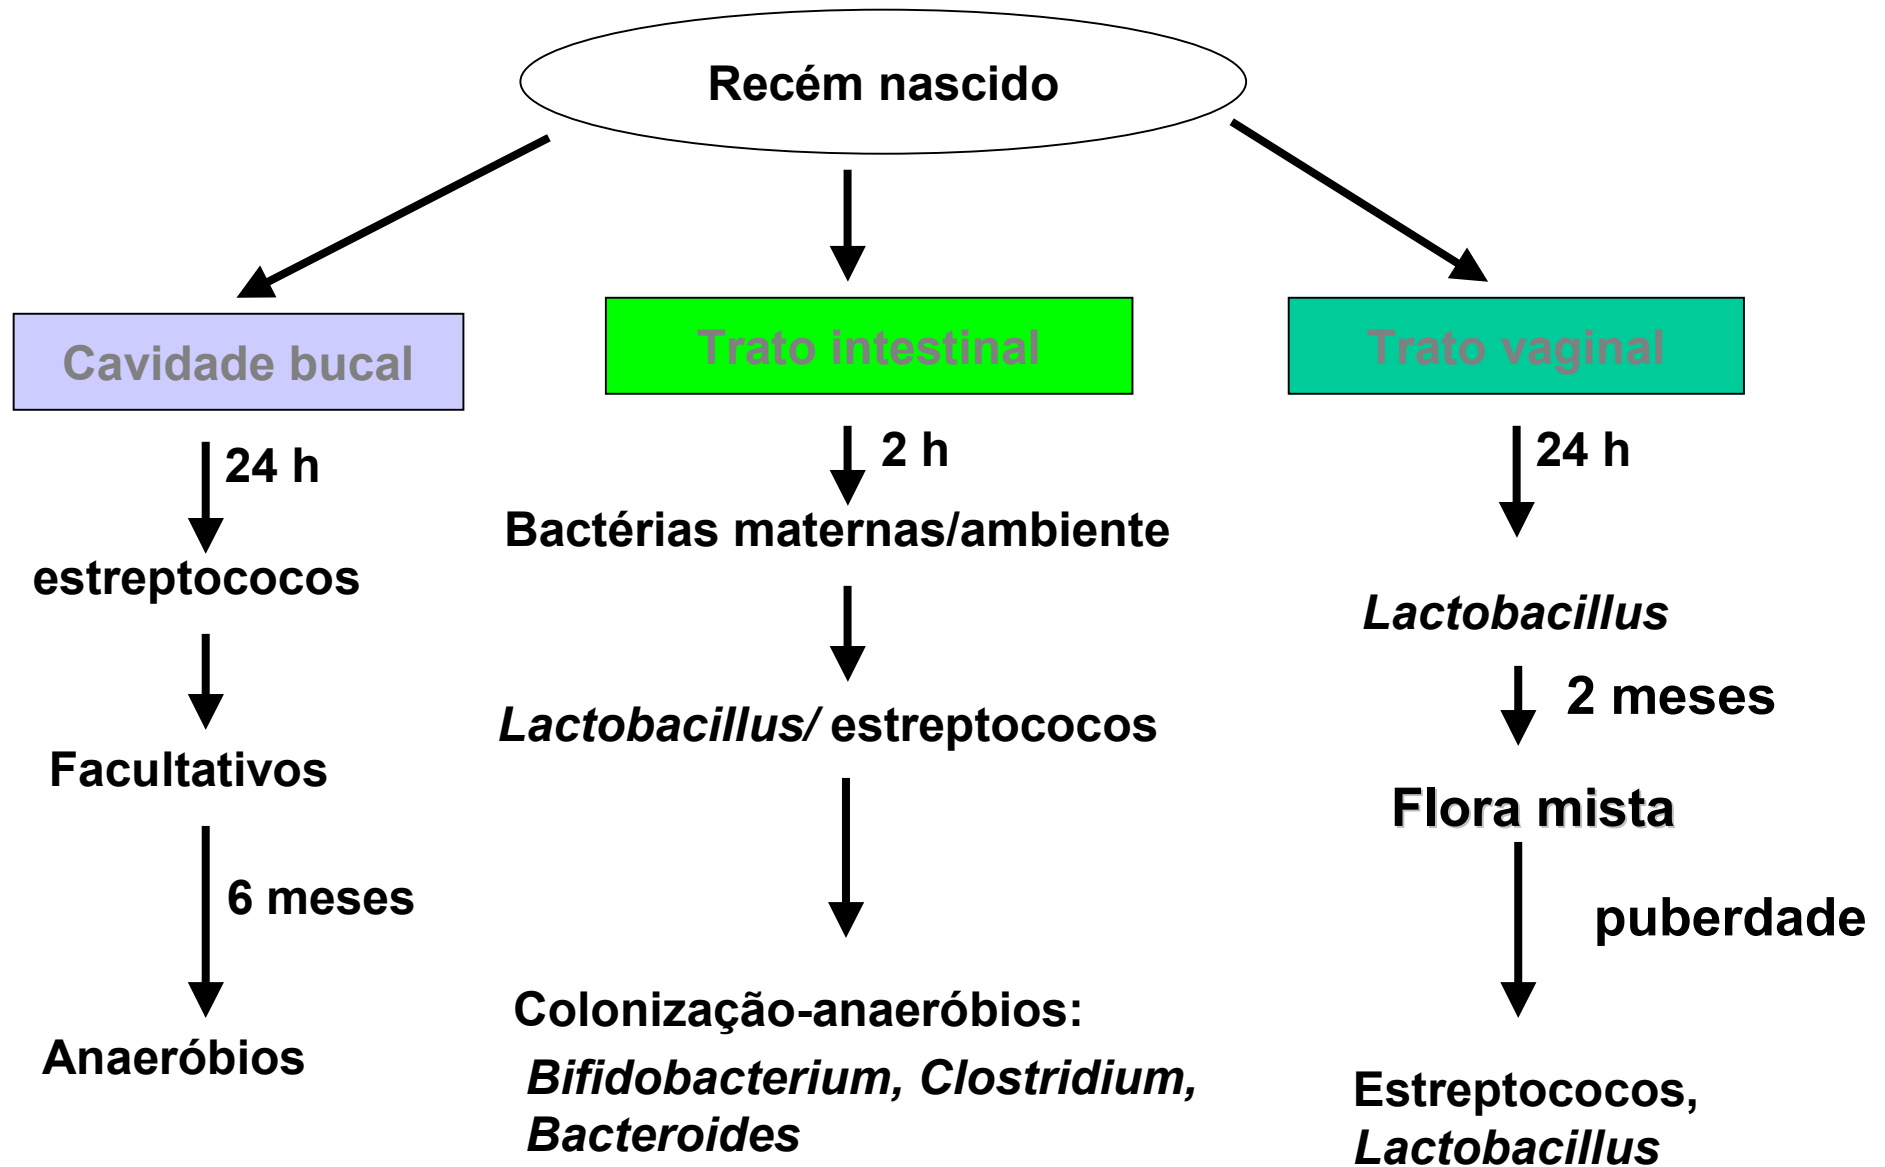 Recém nascido
Cavidade bucal
24 h
estreptococos
Facultativos
6 meses
Anaeróbios
Trato intestinal
2 h
Bactérias maternas/ambiente
Lactobacillus/ estreptococos
Colonização-anaeróbios:
Bifidobacterium, Clostridium,
Bacteroides
Trato vaginal
24 h
Lactobacillus
2 meses
Flora mista
puberdade
Estreptococos,
Lactobacillus